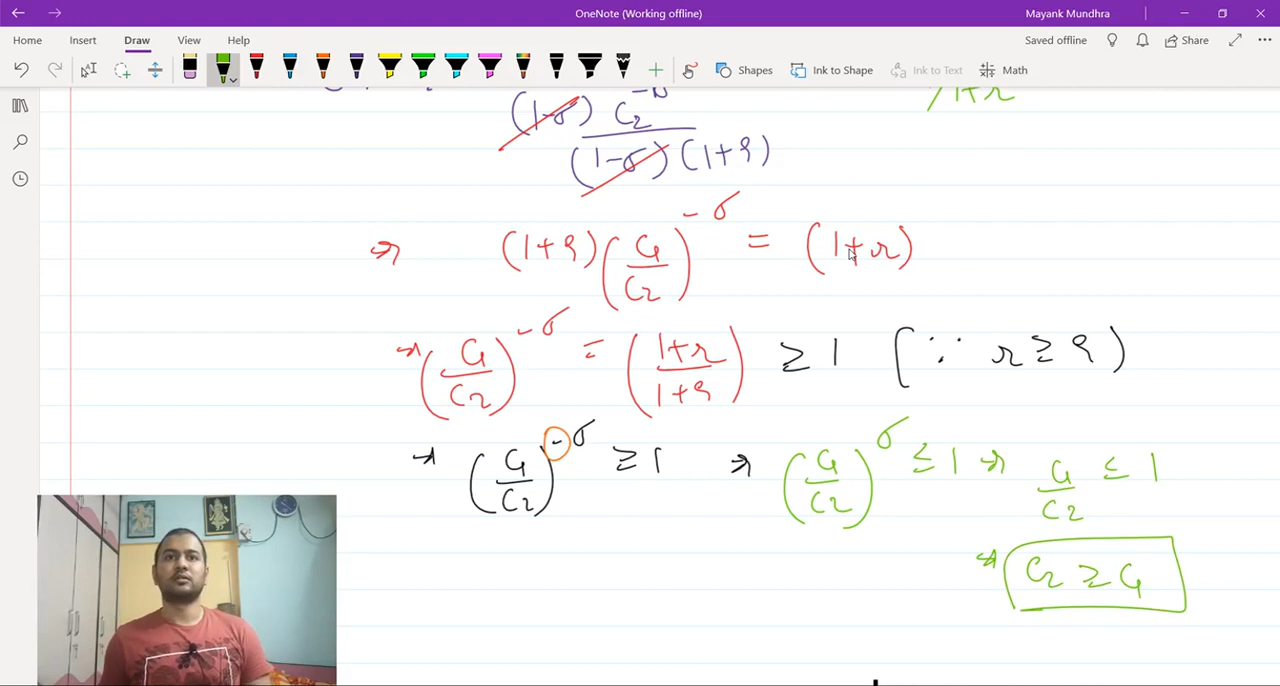 OneNote (Working offline)
Mayank Mundhra
Home Insert Draw View Help
Saved offline
Share
Shapes Ink to Shape Ink to Text Math
(1-σ) C₂^-σ
/1+r
(1-σ) (1+ρ)
⇒ (1+ρ)(C₁/C₂)^-σ = (1+r)
⇒ (C₁/C₂)^-σ = (1+r/1+ρ) ≥ 1 (∵ r ≥ ρ)
⇒ (C₁/C₂)^-σ ≥ 1 ⇒ (C₁/C₂)^σ ≤ 1 ⇒ C₁/C₂ ≤ 1
⇒ C₂ ≥ C₁